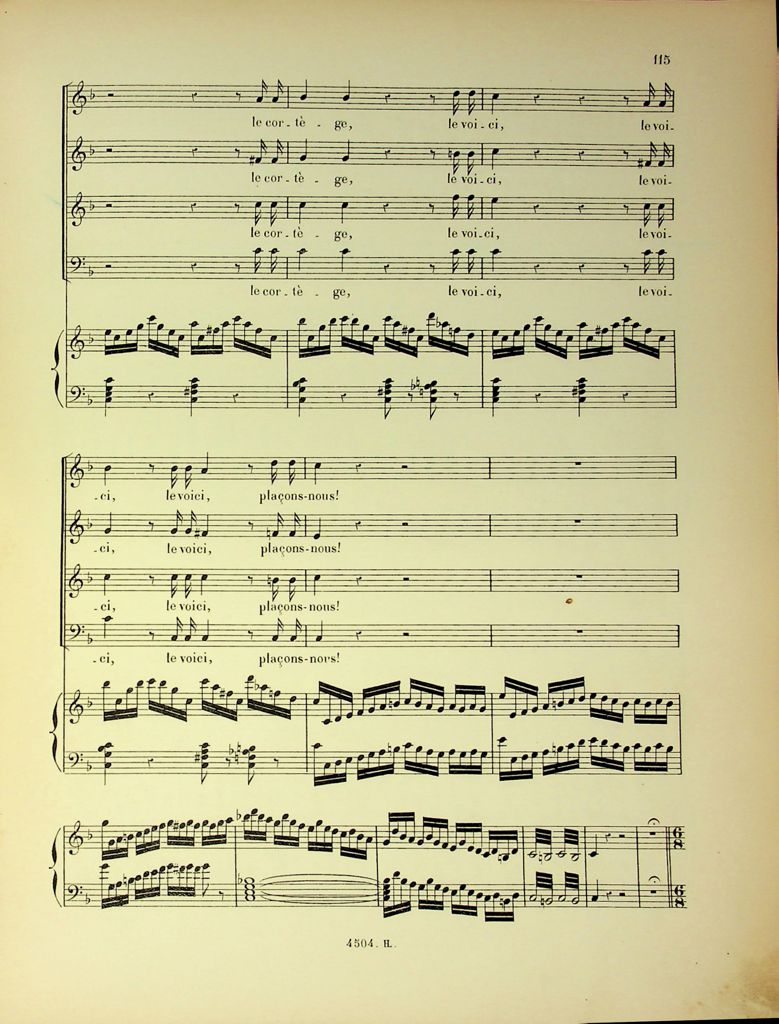 115
le cor - tè - ge, le voi - ci, le voi -
le cor - tè - ge, le voi - ci, le voi -
le cor - tè - ge, le voi - ci, le voi -
le cor - tè - ge, le voi - ci, le voi -
- ci, le voici, plaçons-nous!
- ci, le voici, plaçons-nous!
- ci, le voici, plaçons-nous!
- ci, le voici, plaçons-nous!
6
8
6
8
4504. H.